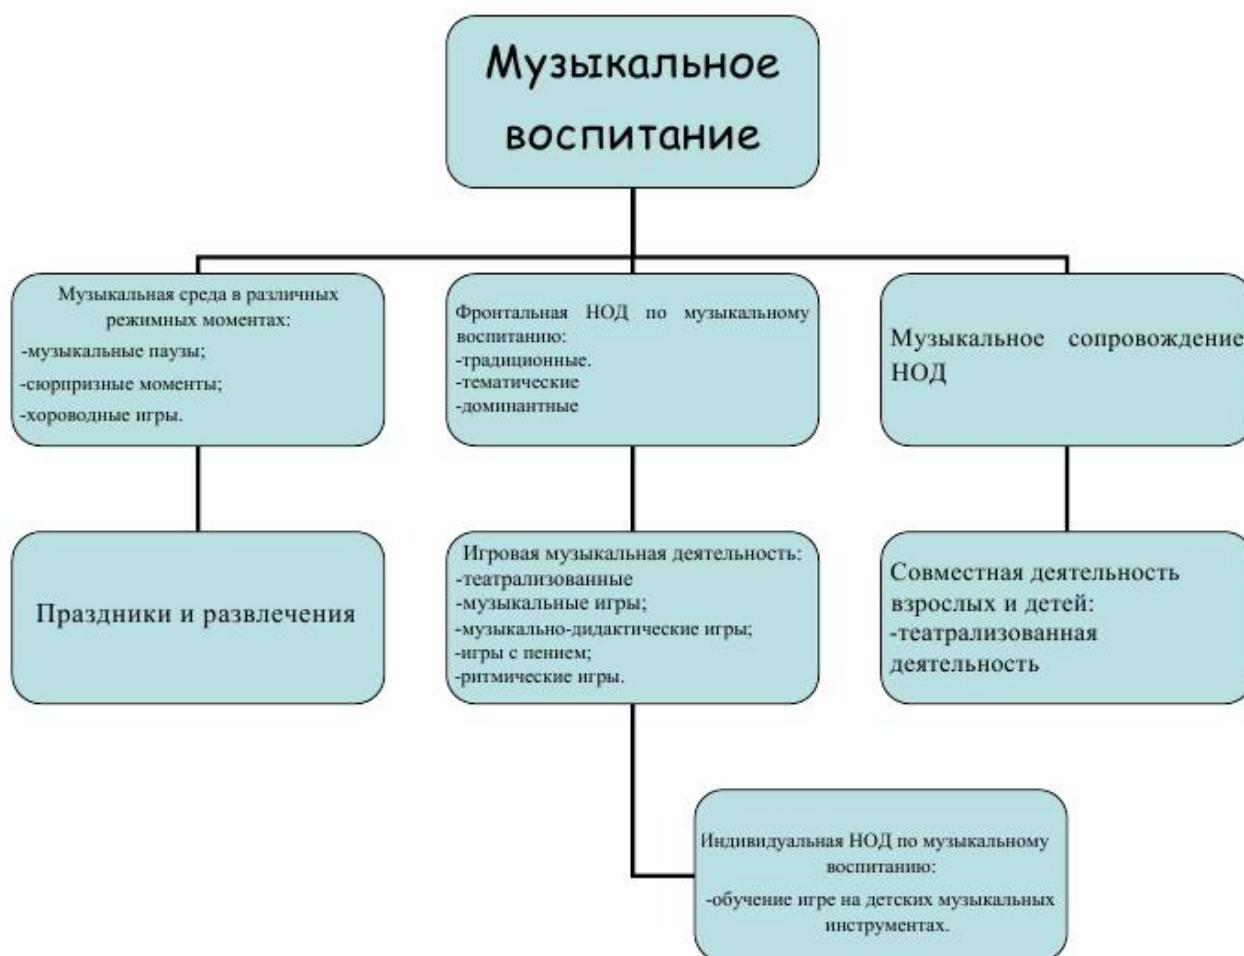 Музыкальное
воспитание
Музыкальная среда в различных
режимных моментах:
-музыкальные паузы;
-сюрпризные моменты;
-хороводные игры.
Фронтальная НОД по музыкальному
воспитанию:
-традиционные.
-тематические
-доминантные
Музыкальное сопровождение
НОД
Праздники и развлечения
Игровая музыкальная деятельность:
-театрализованные
-музыкальные игры;
-музыкально-дидактические игры;
-игры с пением;
-ритмические игры.
Совместная деятельность
взрослых и детей:
-театрализованная
деятельность
Индивидуальная НОД по музыкальному
воспитанию:
-обучение игре на детских музыкальных
инструментах.